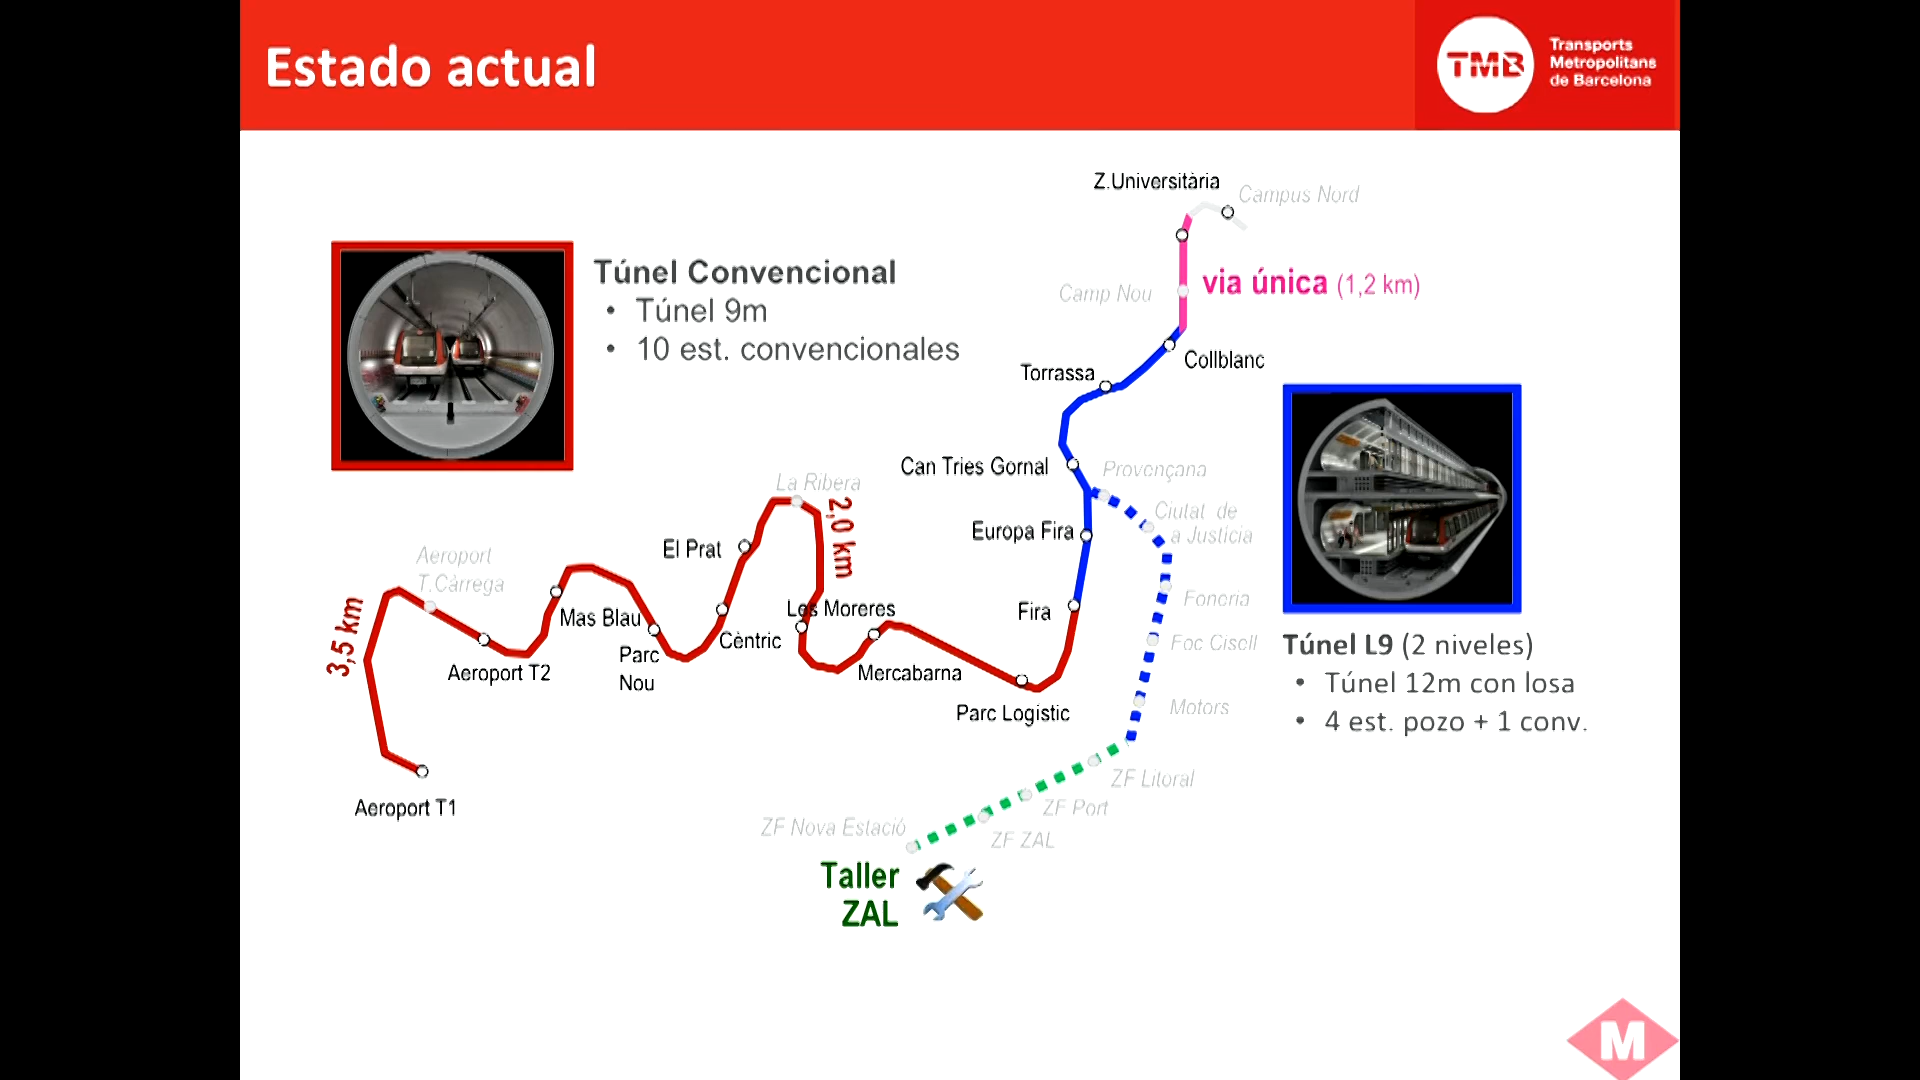 Estado actual
TMB
Transports
Metropolitans
de Barcelona
Z.Universitària
Campus Nord
Túnel Convencional
• Túnel 9m
• 10 est. convencionales
via única (1,2 km)
Camp Nou
Collblanc
Torrassa
Can Tries Gornal
Provençana
La Ribera
2,0 km
Ciutat de
a Justícia
Europa Fira
El Prat
Aeroport
T.Càrrega
3,5 km
Mas Blau
Les Moreres
Fira
Foneria
Cèntric
Foc Cisell
Parc
Nou
Aeroport T2
Mercabarna
Túnel L9 (2 niveles)
• Túnel 12m con losa
• 4 est. pozo + 1 conv.
Motors
Parc Logistic
ZF Litoral
Aeroport T1
ZF Port
ZF Nova Estació
ZF ZAL
Taller
ZAL
M